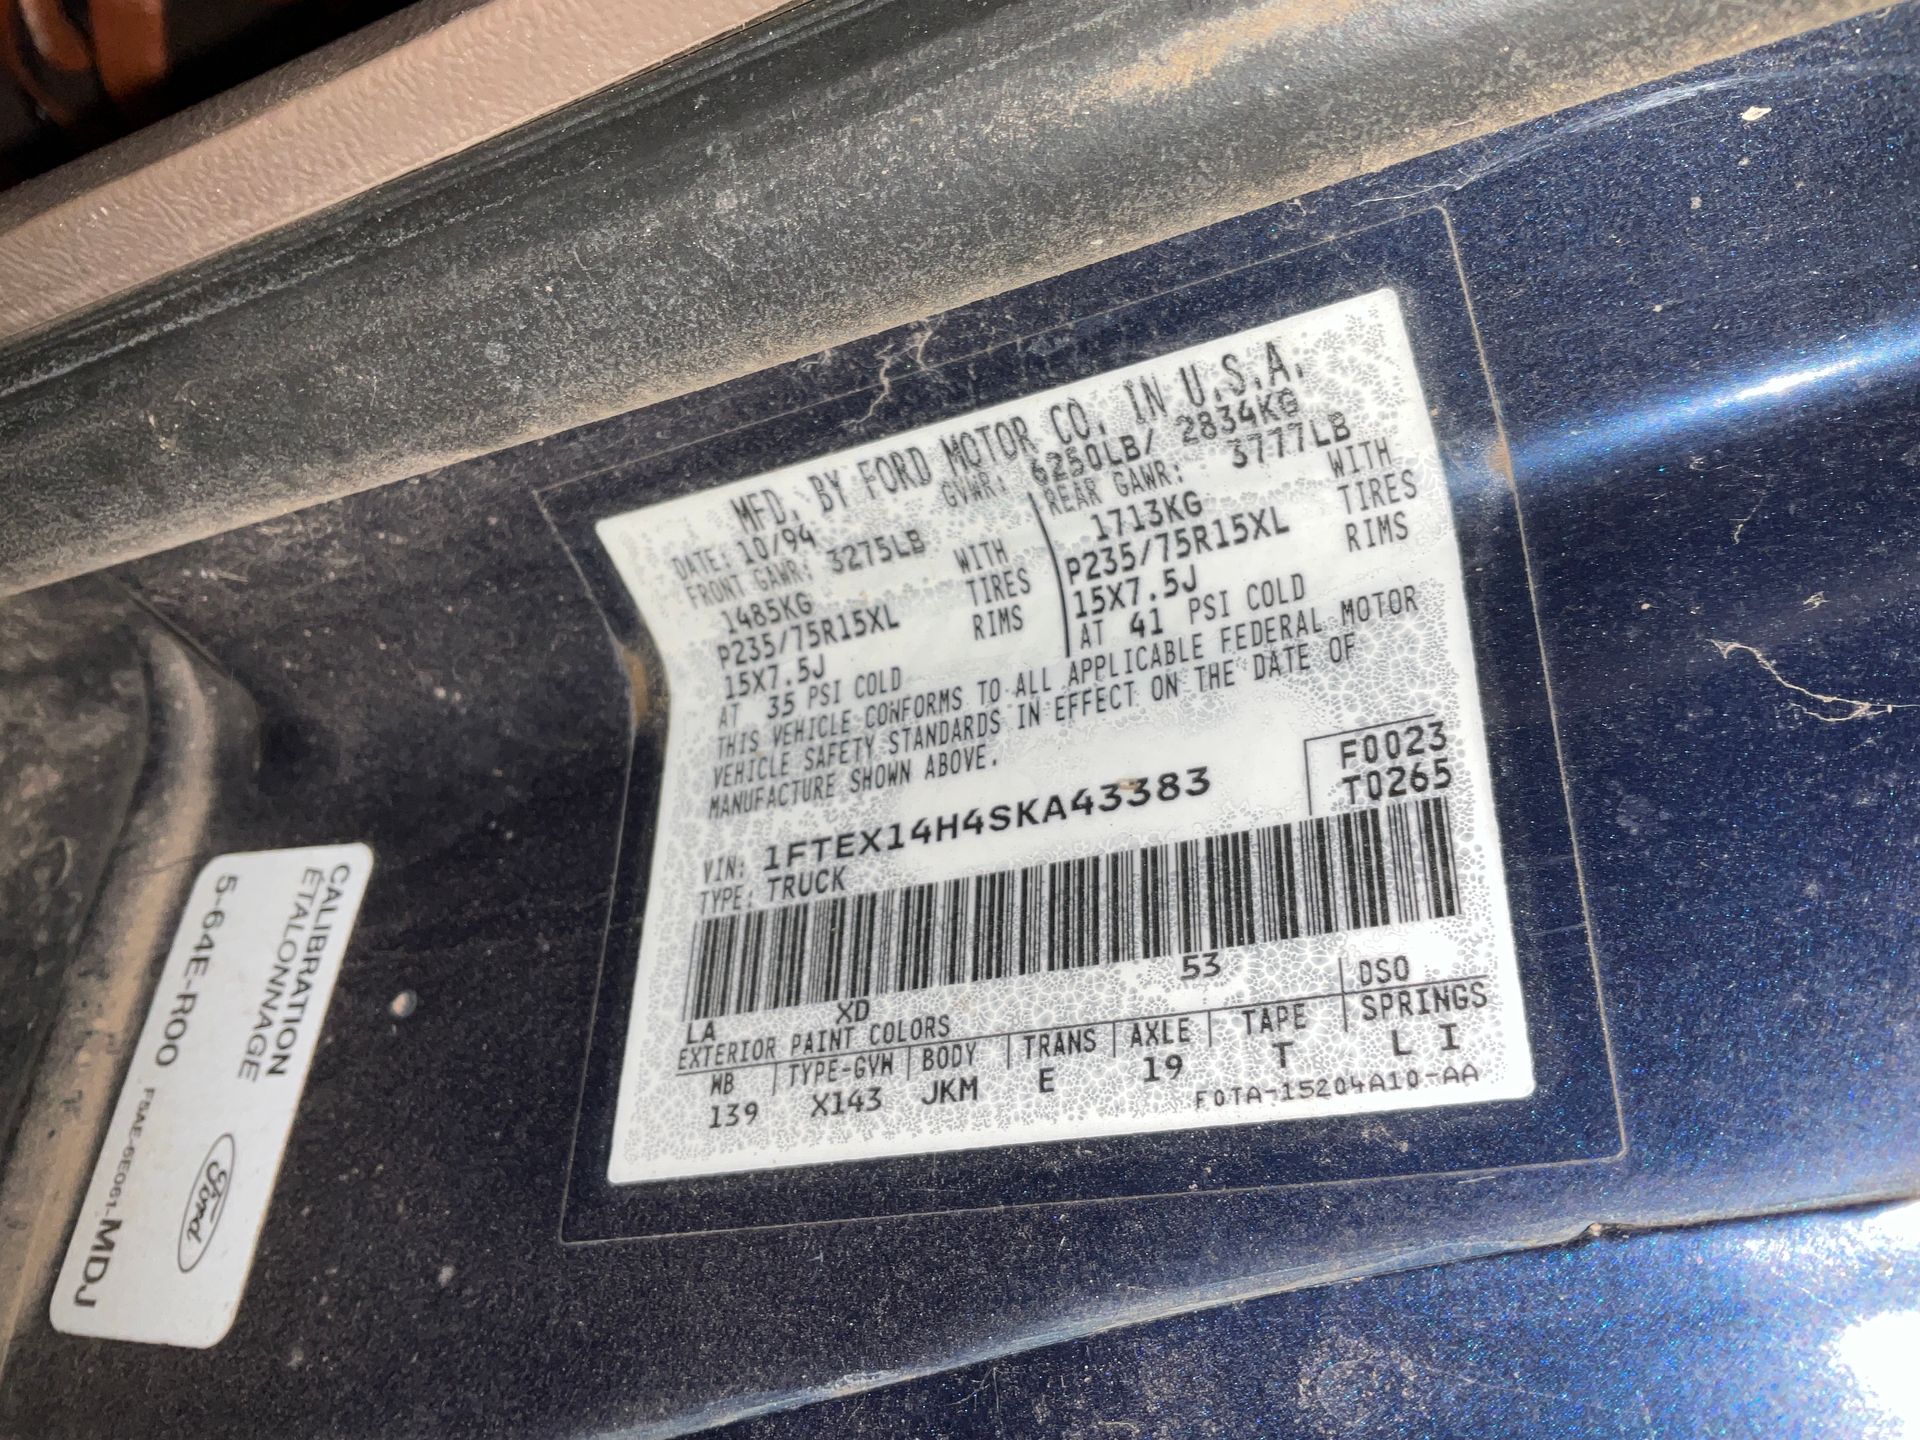 MFD. BY FORD MOTOR CO. IN U.S.A.
DATE: 10/94 GVWR: 6250LB/ 2834KG
FRONT GAWR: 3275LB REAR GAWR: 3777LB
1485KG WITH 1713KG WITH
P235/75R15XL TIRES P235/75R15XL TIRES
15X7.5J RIMS 15X7.5J RIMS
AT 35 PSI COLD AT 41 PSI COLD
THIS VEHICLE CONFORMS TO ALL APPLICABLE FEDERAL MOTOR
VEHICLE SAFETY STANDARDS IN EFFECT ON THE DATE OF
MANUFACTURE SHOWN ABOVE.
F0023
VIN: 1FTEX14H4SKA43383 T0265
TYPE: TRUCK
LA XD 53
EXTERIOR PAINT COLORS DSO
WB TYPE-GVW BODY TRANS AXLE TAPE SPRINGS
139 X143 JKM E 19 T L I
F0TA-15204A10-AA
CALIBRATION
ÉTALONNAGE
5-64E-R00
Ford
F5AE-6E061-MDJ